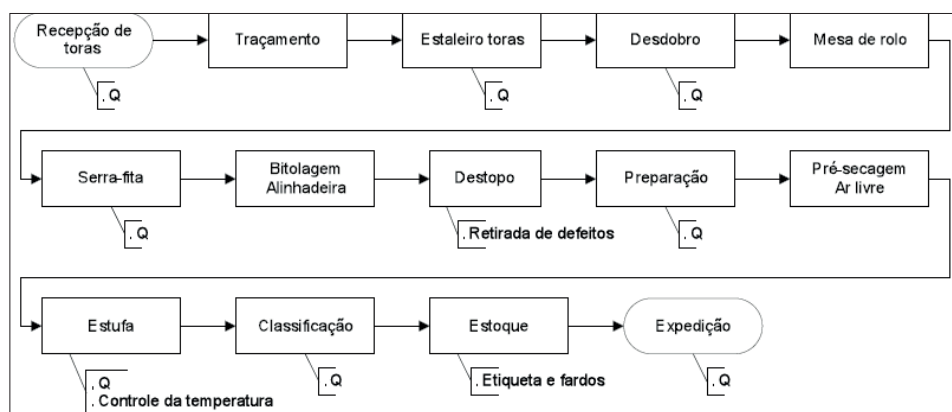 Recepção de
toras
Traçamento
Estaleiro toras
Desdobro
Mesa de rolo
. Q
. Q
. Q
Serra-fita
Bitolagem
Alinhadeira
Destopo
Preparação
Pré-secagem
Ar livre
. Q
. Retirada de defeitos
. Q
Estufa
Classificação
Estoque
Expedição
. Q
. Controle da temperatura
. Q
. Etiqueta e fardos
. Q